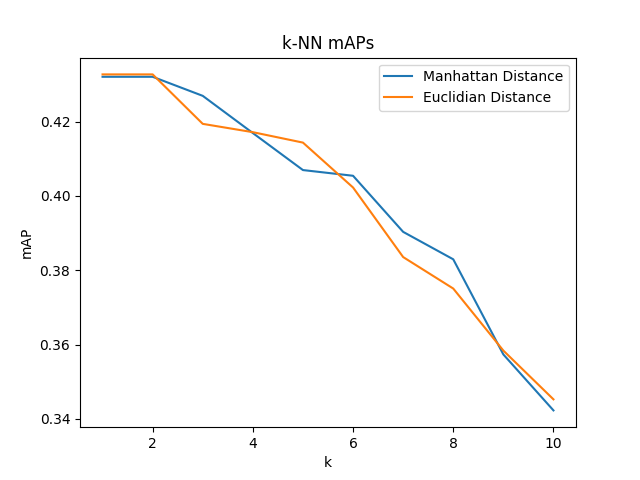 k-NN mAPs
Manhattan Distance
Euclidian Distance
mAP
0.42
0.40
0.38
0.36
0.34
2 4 6 8 10
k